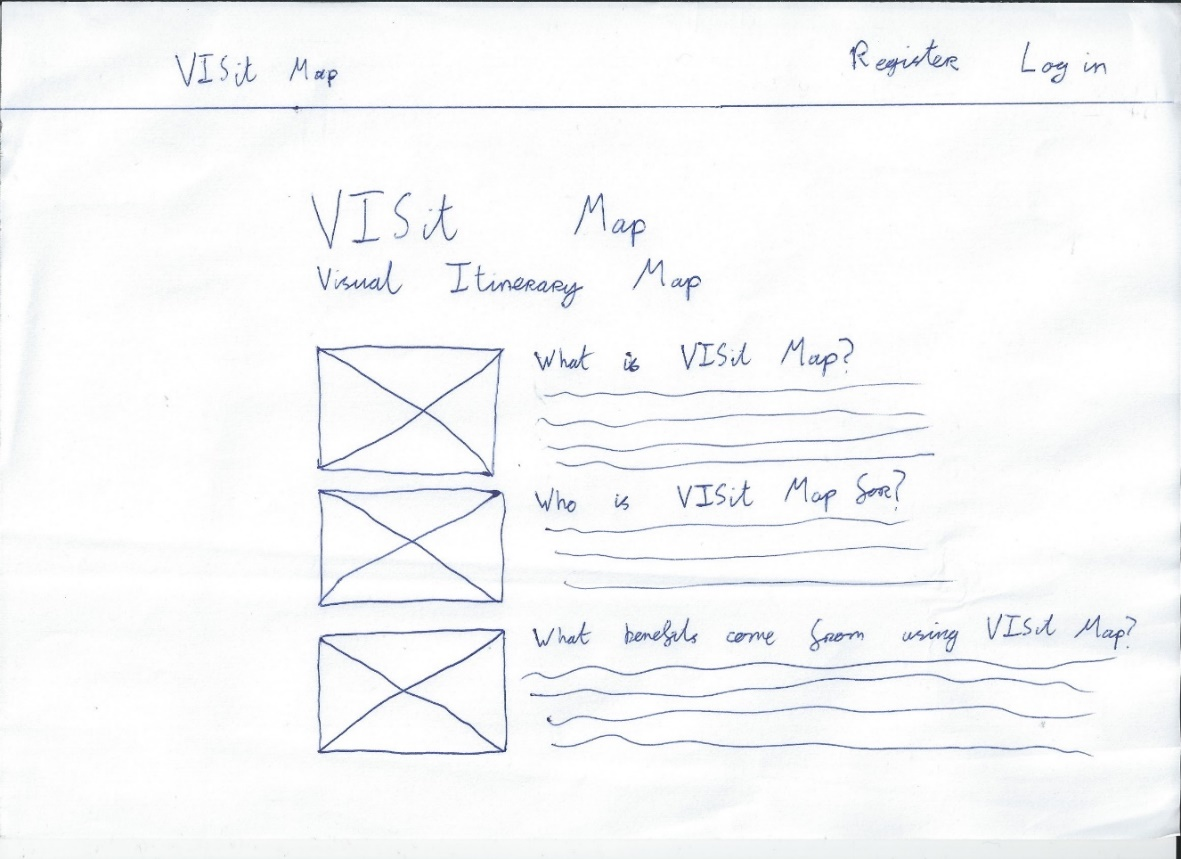 VISit Map Register Log in
VISit Map
Visual Itinerary Map
What is VISit Map?
Who is VISit Map for?
What benefits come from using VISit Map?